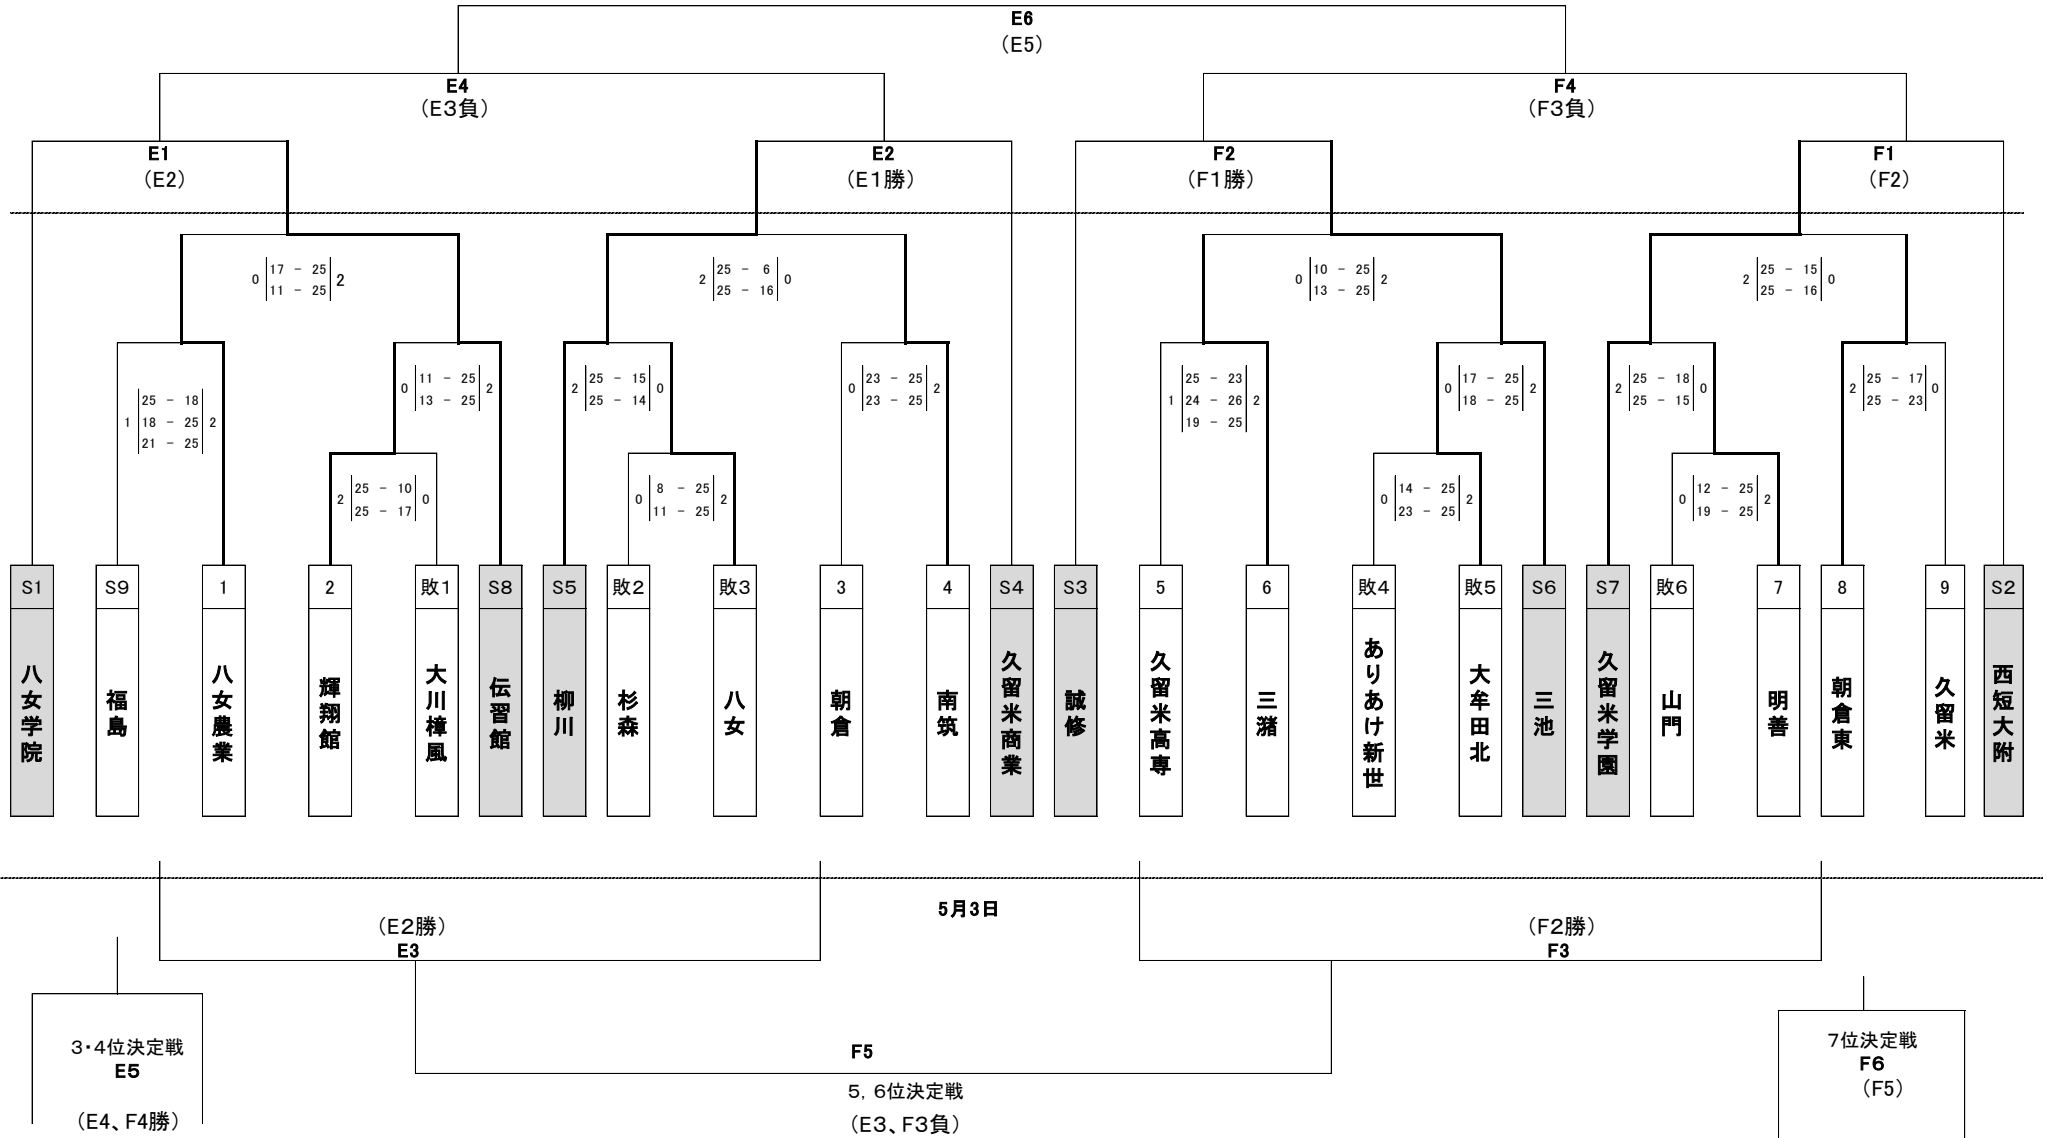 E6
（E5）
E4
（E3負）
F4
（F3負）
E1
（E2）
E2
（E1勝）
F2
（F1勝）
F1
（F2）
0 17 － 25 2
11 － 25
2 25 － 6 0
25 － 16
0 10 － 25 2
13 － 25
2 25 － 15 0
25 － 16
25 － 18
1 18 － 25 2
21 － 25
0 11 － 25 2
13 － 25
2 25 － 15 0
25 － 14
0 23 － 25 2
23 － 25
25 － 23
1 24 － 26 2
19 － 25
0 17 － 25 2
18 － 25
2 25 － 18 0
25 － 15
2 25 － 17 0
25 － 23
2 25 － 10 0
25 － 17
0 8 － 25 2
11 － 25
0 14 － 25 2
23 － 25
0 12 － 25 2
19 － 25
S1
八女学院
S9
福島
1
八女農業
2
輝翔館
敗1
大川樟風
S8
伝習館
S5
柳川
敗2
杉森
敗3
八女
3
朝倉
4
南筑
S4
久留米商業
S3
誠修
5
久留米高専
6
三潴
敗4
ありあけ新世
敗5
大牟田北
S6
三池
S7
久留米学園
敗6
山門
7
明善
8
朝倉東
9
久留米
S2
西短大附
5月3日
（E2勝）
E3
（F2勝）
F3
3・4位決定戦
E5
（E4、F4勝）
F5
5，6位決定戦
（E3、F3負）
7位決定戦
F6
（F5）